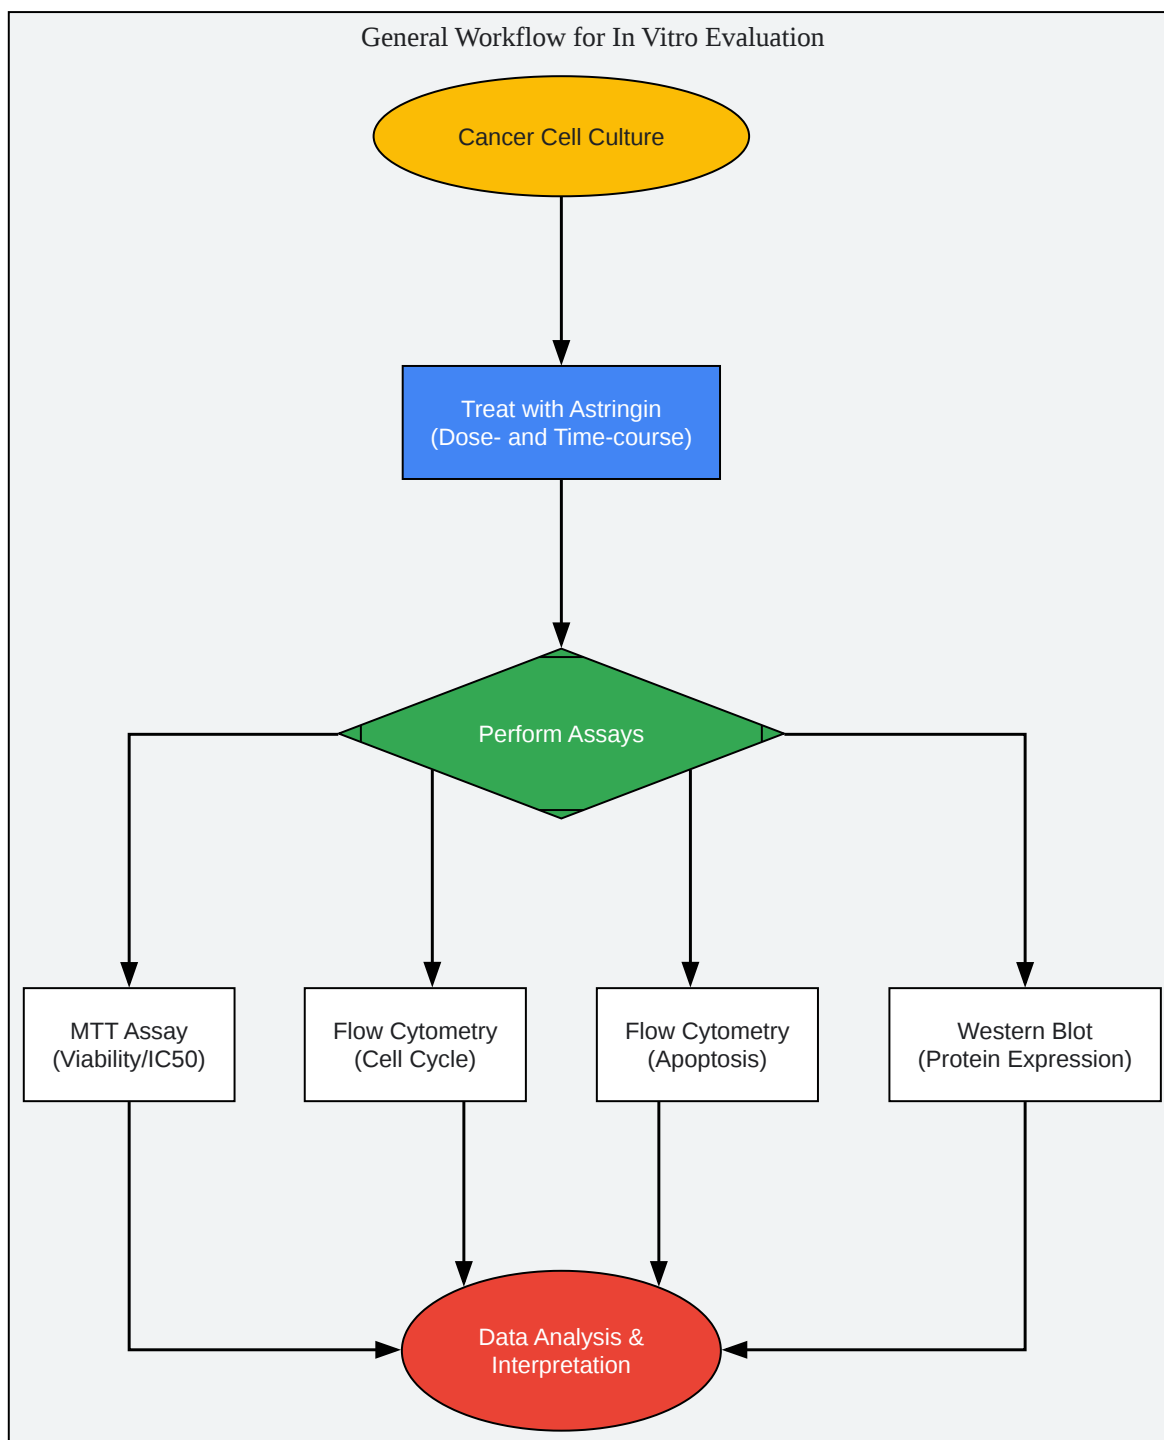 General Workflow for In Vitro Evaluation
Cancer Cell Culture
Treat with Astringin
(Dose- and Time-course)
Perform Assays
MTT Assay
(Viability/IC50)
Flow Cytometry
(Cell Cycle)
Flow Cytometry
(Apoptosis)
Western Blot
(Protein Expression)
Data Analysis &
Interpretation